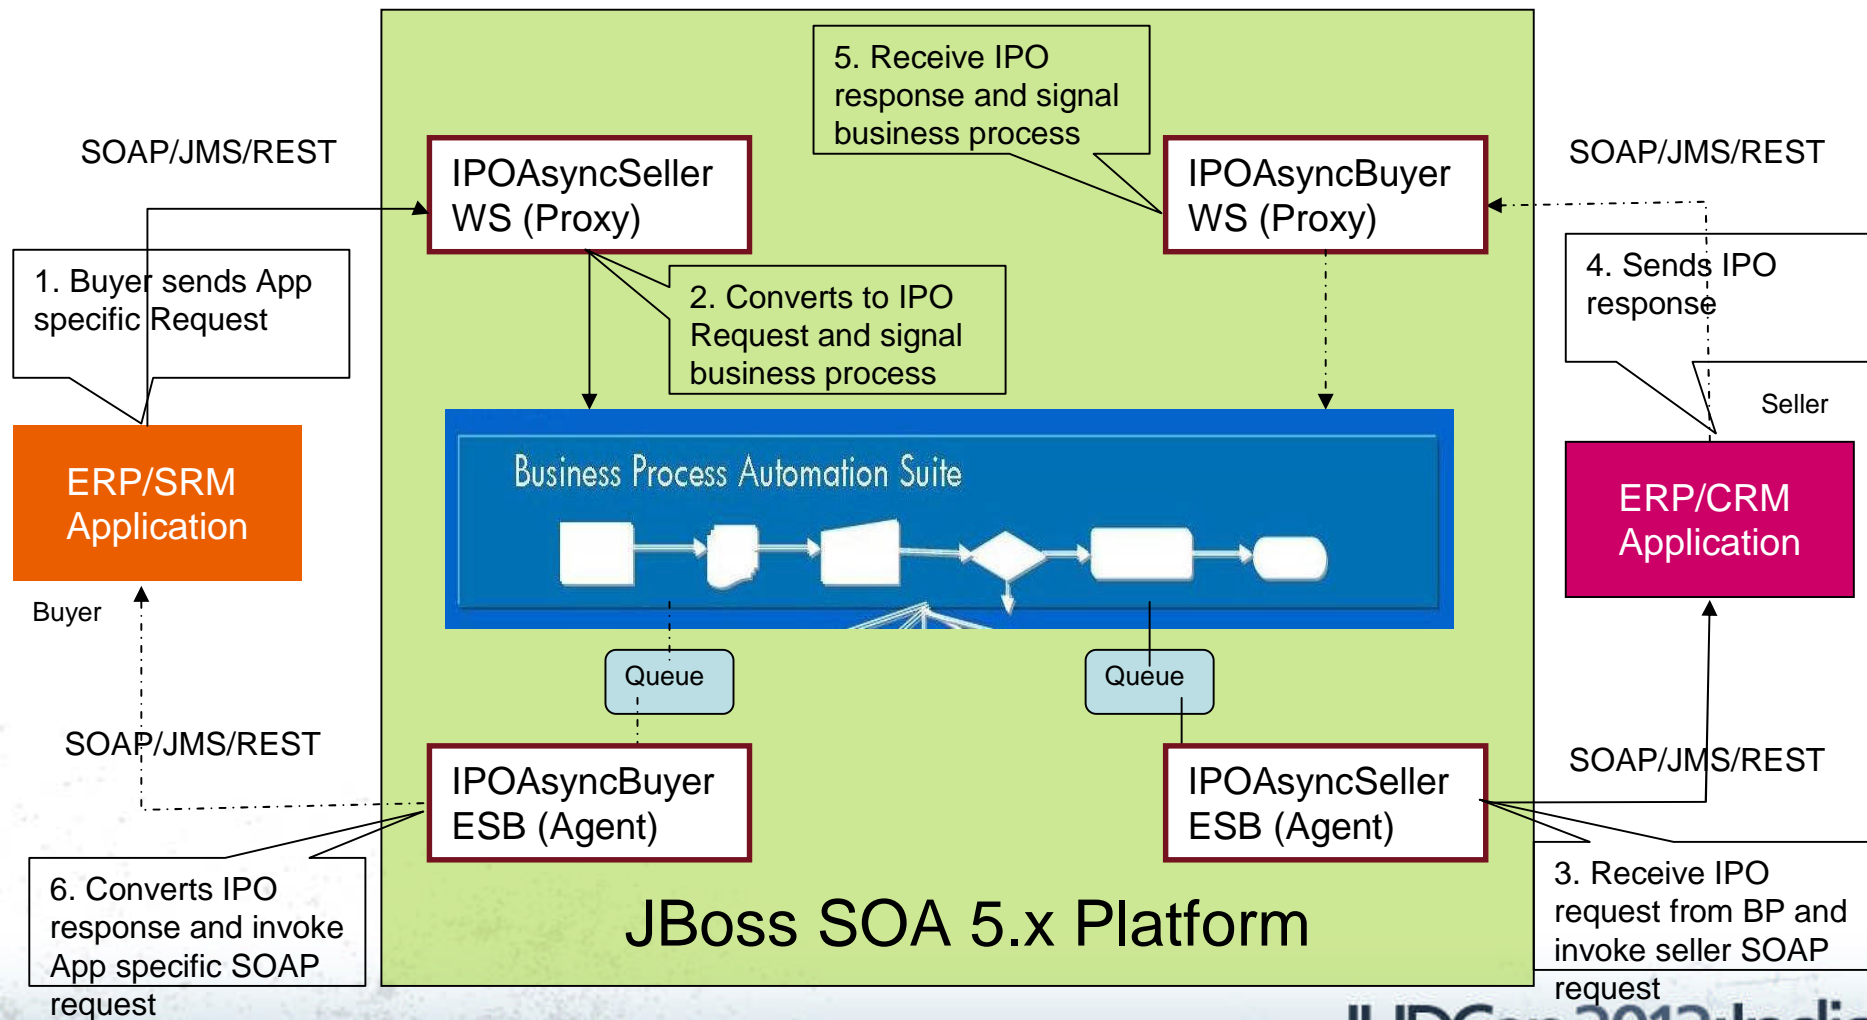 5. Receive IPO
response and signal
business process
SOAP/JMS/REST
IPOAsyncSeller
WS (Proxy)
IPOAsyncBuyer
WS (Proxy)
SOAP/JMS/REST
1. Buyer sends App
specific Request
2. Converts to IPO
Request and signal
business process
4. Sends IPO
response
Seller
ERP/SRM
Application
Business Process Automation Suite
ERP/CRM
Application
Buyer
Queue
Queue
SOAP/JMS/REST
IPOAsyncBuyer
ESB (Agent)
IPOAsyncSeller
ESB (Agent)
SOAP/JMS/REST
6. Converts IPO
response and invoke
App specific SOAP
request
JBoss SOA 5.x Platform
3. Receive IPO
request from BP and
invoke seller SOAP
request
2012